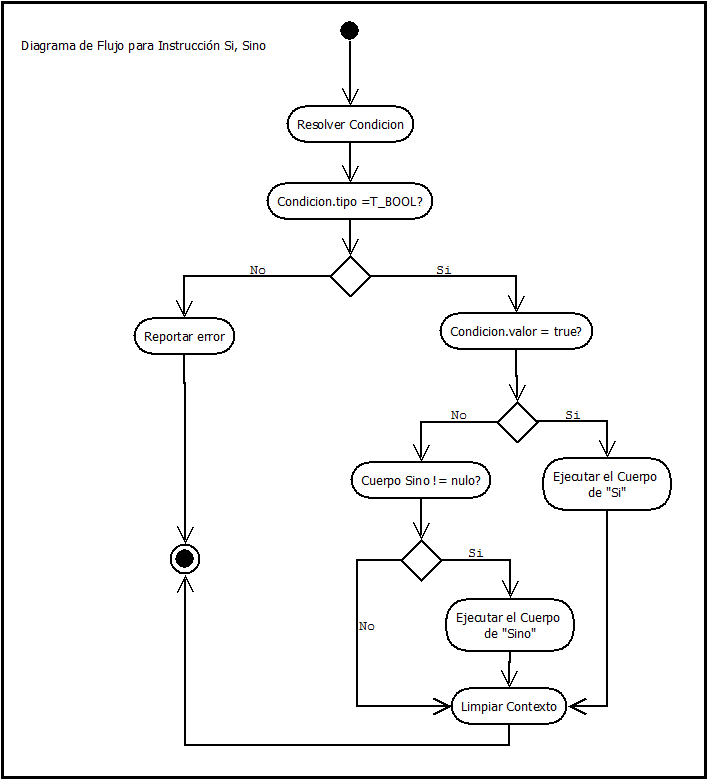 Diagrama de Flujo para Instrucción Si, Sino
Resolver Condicion
Condicion.tipo =T_BOOL?
No
Si
Reportar error
Condicion.valor = true?
No
Si
Cuerpo Sino != nulo?
Ejecutar el Cuerpo
de "Si"
Si
No
Ejecutar el Cuerpo
de "Sino"
Limpiar Contexto